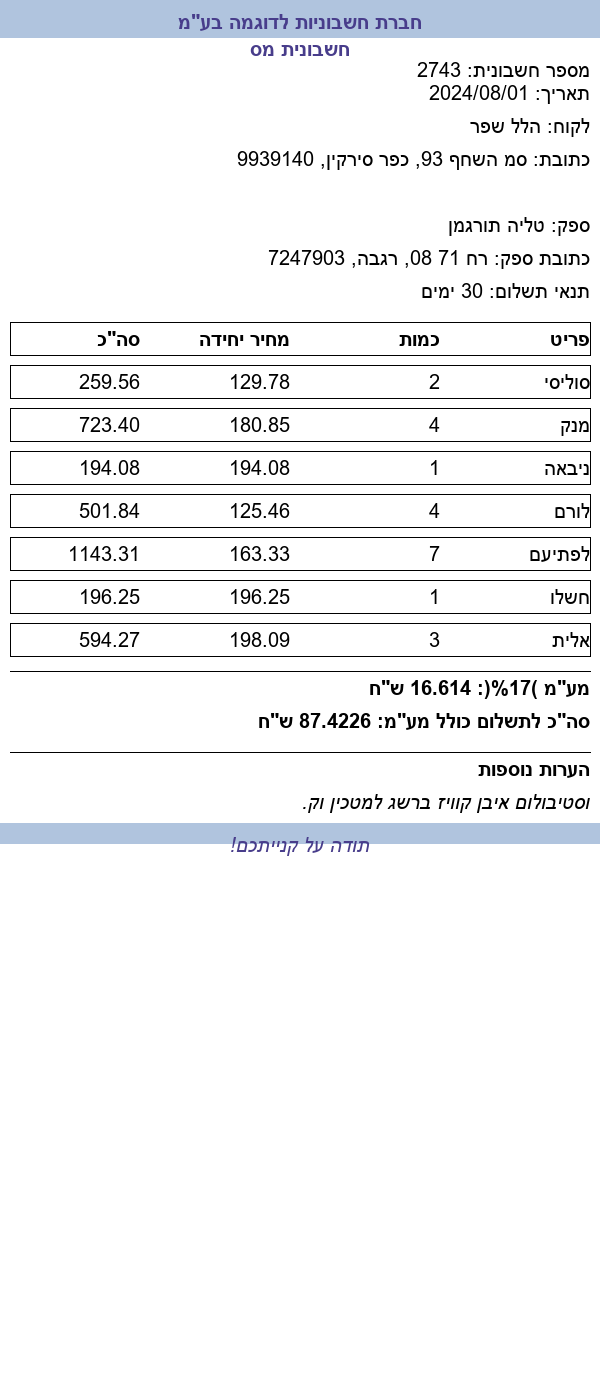 חברת חשבוניות לדוגמה בע"מ
חשבונית מס
מספר חשבונית: 2743
תאריך: 2024/08/01
לקוח: הלל שפר
כתובת: סמ השחף 93, כפר סירקין, 9939140
ספק: טליה תורגמן
כתובת ספק: רח 71 08, רגבה, 7247903
תנאי תשלום: 30 ימים
פריט כמות מחיר יחידה סה"כ
סוליסי 2 129.78 259.56
מנק 4 180.85 723.40
ניבאה 1 194.08 194.08
לורם 4 125.46 501.84
לפתיעם 7 163.33 1143.31
חשלו 1 196.25 196.25
אלית 3 198.09 594.27
מע"מ )17%(: 16.614 ש"ח
סה"כ לתשלום כולל מע"מ: 87.4226 ש"ח
הערות נוספות
וסטיבולום איבן קוויז ברשג למטכין וק.
תודה על קנייתכם!